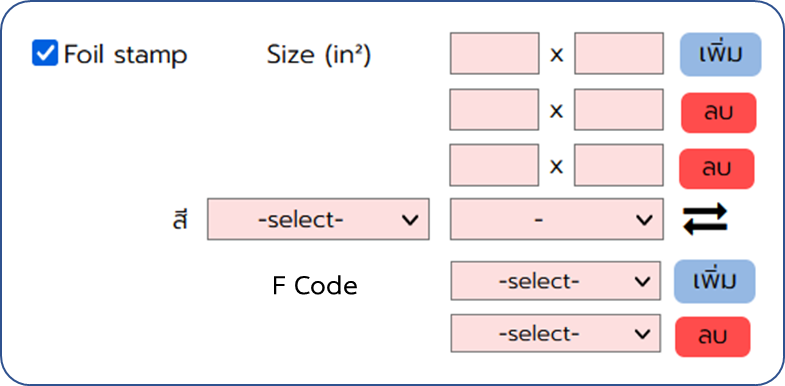 Foil stamp Size (in²) x เพิ่ม
x ลบ
x ลบ
สี -select- -
F Code -select- เพิ่ม
-select- ลบ